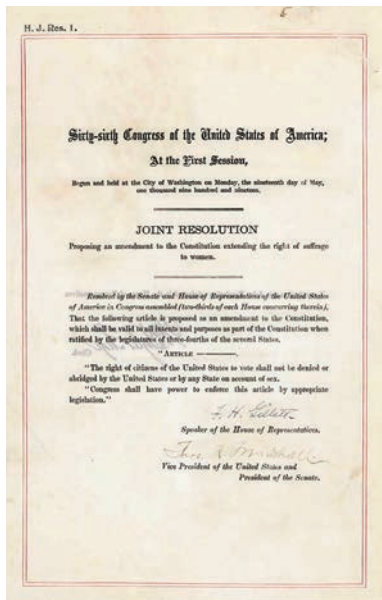 H. J. Res. 1.
Sixty-sixth Congress of the United States of America;
At the First Session,
Begun and held at the City of Washington on Monday, the nineteenth day of May,
one thousand nine hundred and nineteen.
JOINT RESOLUTION
Proposing an amendment to the Constitution extending the right of suffrage
to women.
Resolved by the Senate and House of Representatives of the United States
of America in Congress assembled (two-thirds of each House concurring therein),
That the following article is proposed as an amendment to the Constitution,
which shall be valid to all intents and purposes as part of the Constitution when
ratified by the legislatures of three-fourths of the several States.
"ARTICLE ————.
"The right of citizens of the United States to vote shall not be denied or
abridged by the United States or by any State on account of sex.
"Congress shall have power to enforce this article by appropriate
legislation."
F. H. Gillett
Speaker of the House of Representatives.
Thos. R. Marshall
Vice President of the United States and
President of the Senate.